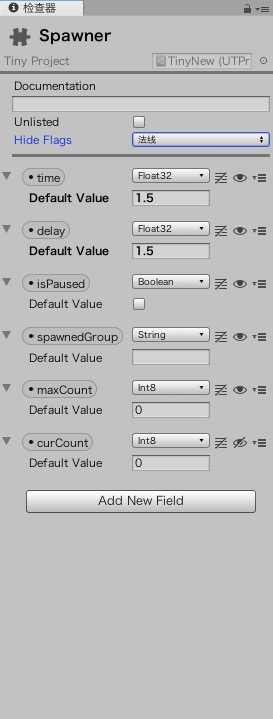 检查器
Spawner
Tiny Project TinyNew (UTPr
Documentation
Unlisted
Hide Flags 法线
• time Float32
Default Value 1.5
• delay Float32
Default Value 1.5
• isPaused Boolean
Default Value
• spawnedGroup String
Default Value
• maxCount Int8
Default Value 0
• curCount Int8
Default Value 0
Add New Field